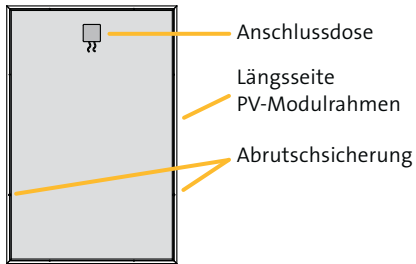 Anschlussdose
Längsseite
PV-Modulrahmen
Abrutschsicherung